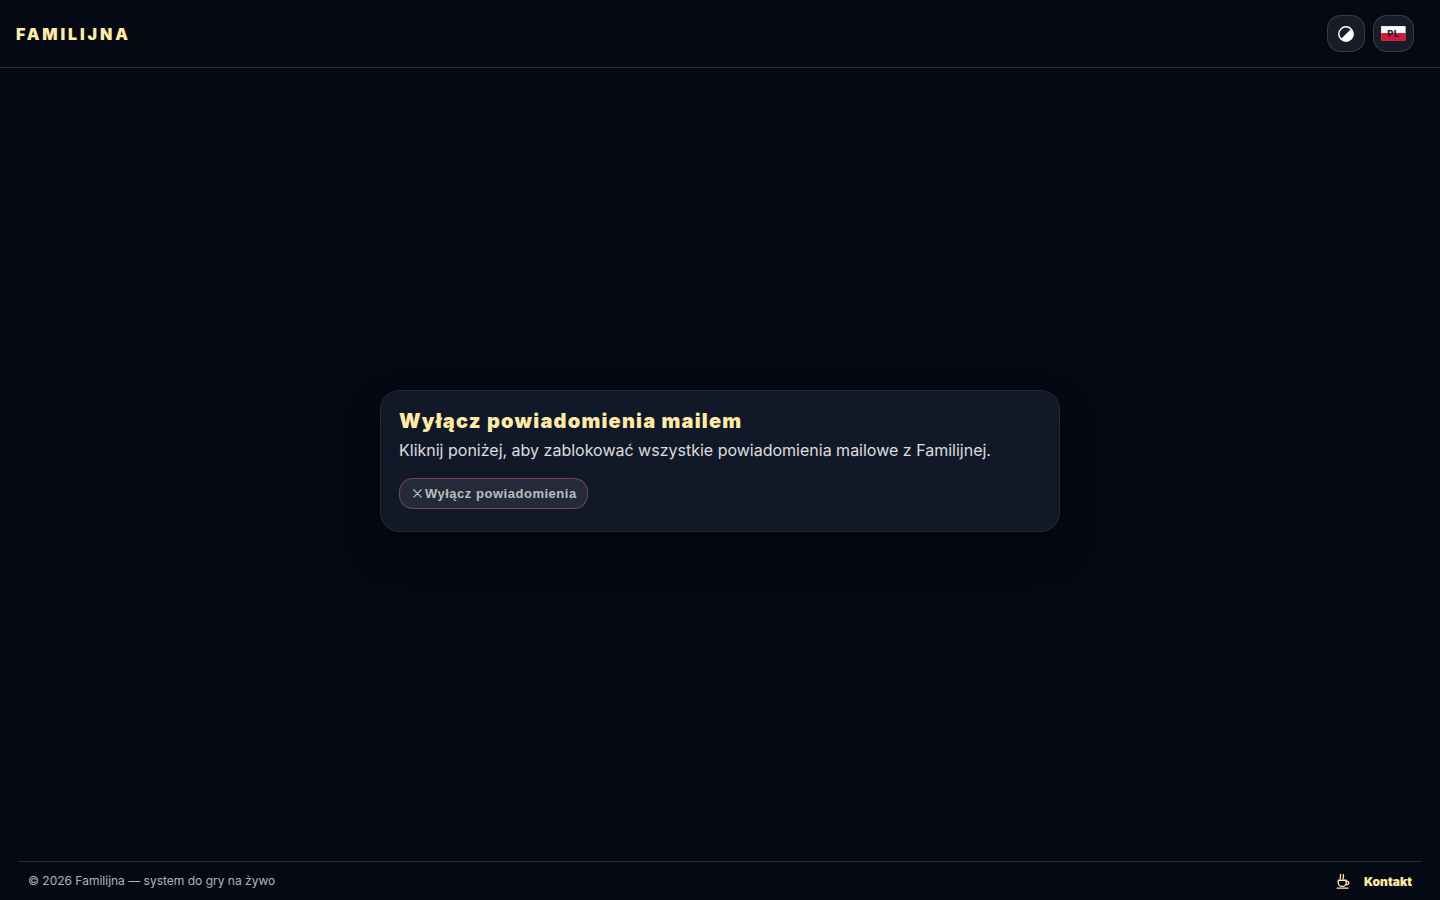 FAMILIJNA
PL
Wyłącz powiadomienia mailem
Kliknij poniżej, aby zablokować wszystkie powiadomienia mailowe z Familijnej.
Wyłącz powiadomienia
© 2026 Familijna — system do gry na żywo
Kontakt